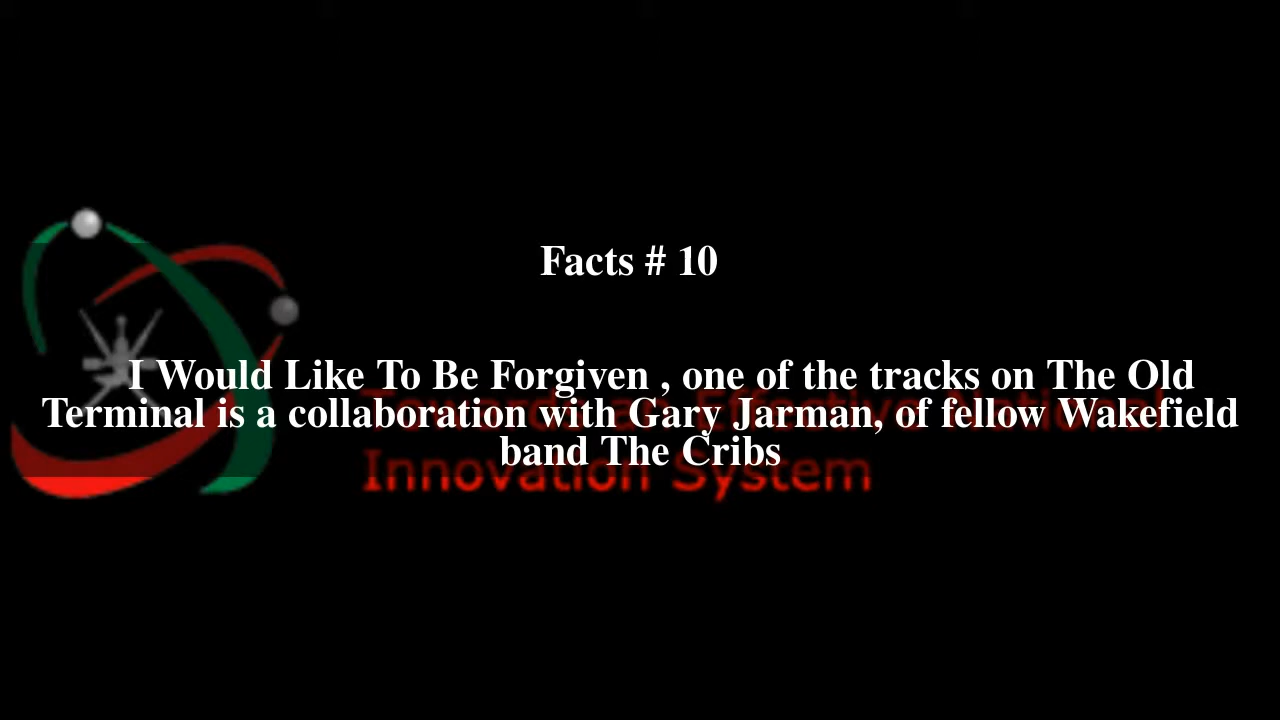 Facts # 10
I Would Like To Be Forgiven , one of the tracks on The Old
Terminal is a collaboration with Gary Jarman, of fellow Wakefield
band The Cribs
Innovation System